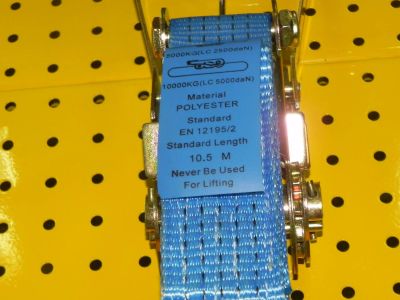 5000KG(LC 2500daN)
10000KG(LC 5000daN)
Material
POLYESTER
Standard
EN 12195/2
Standard Length
10.5 M
Never Be Used
For Lifting